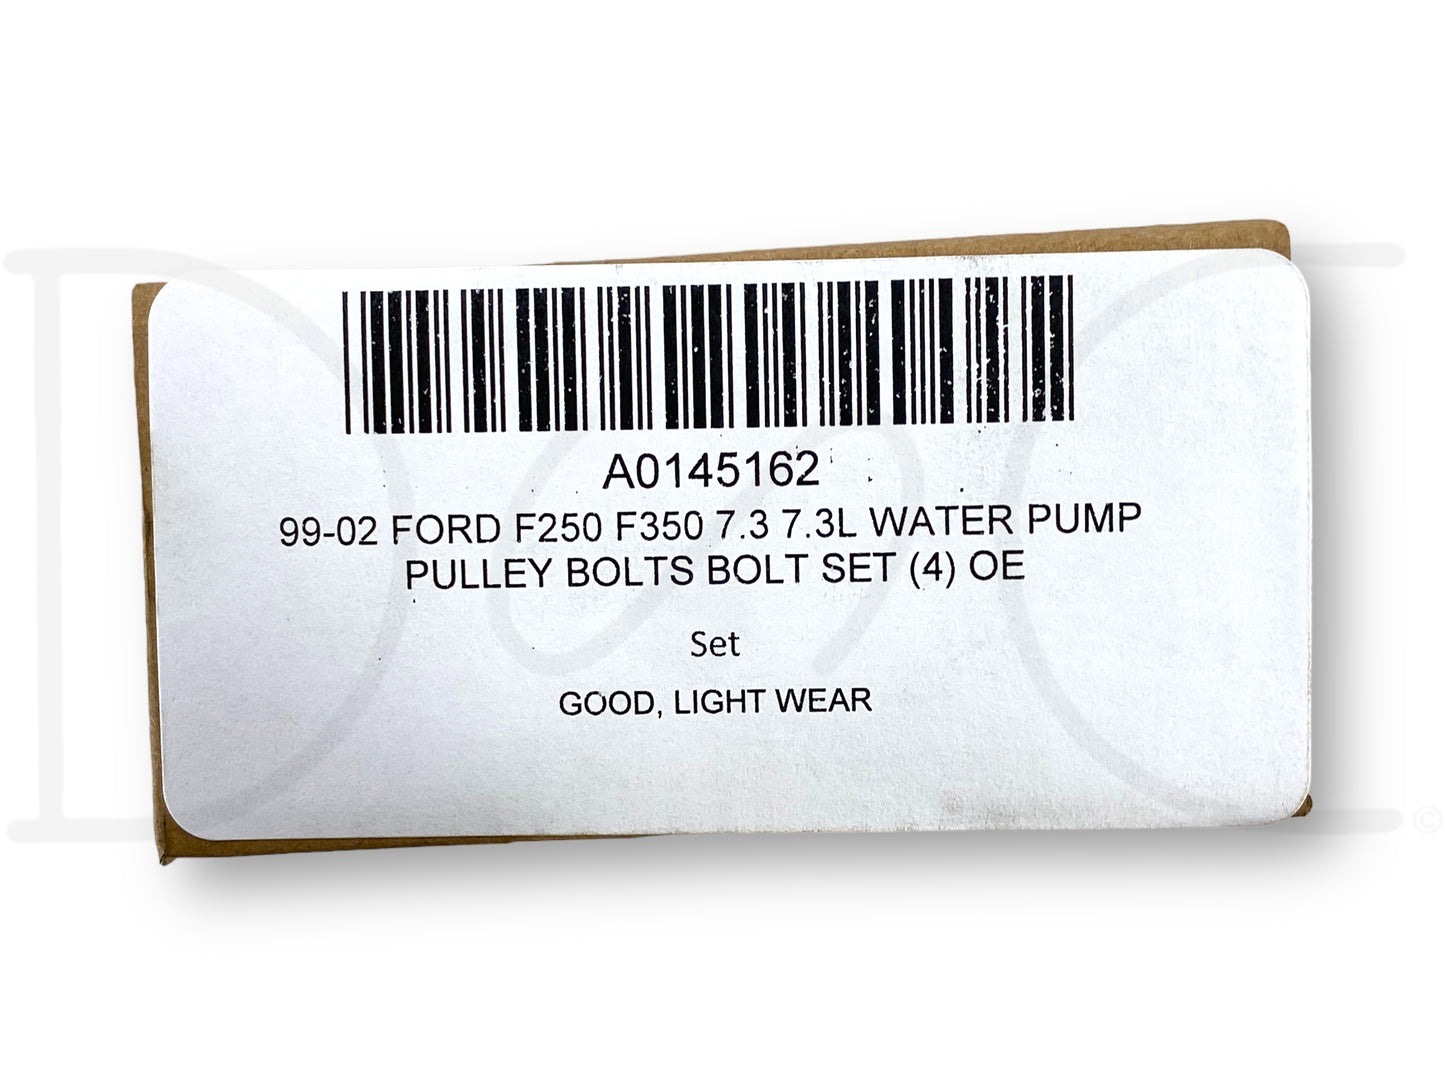 A0145162
99-02 FORD F250 F350 7.3 7.3L WATER PUMP
PULLEY BOLTS BOLT SET (4) OE
Set
GOOD, LIGHT WEAR
©